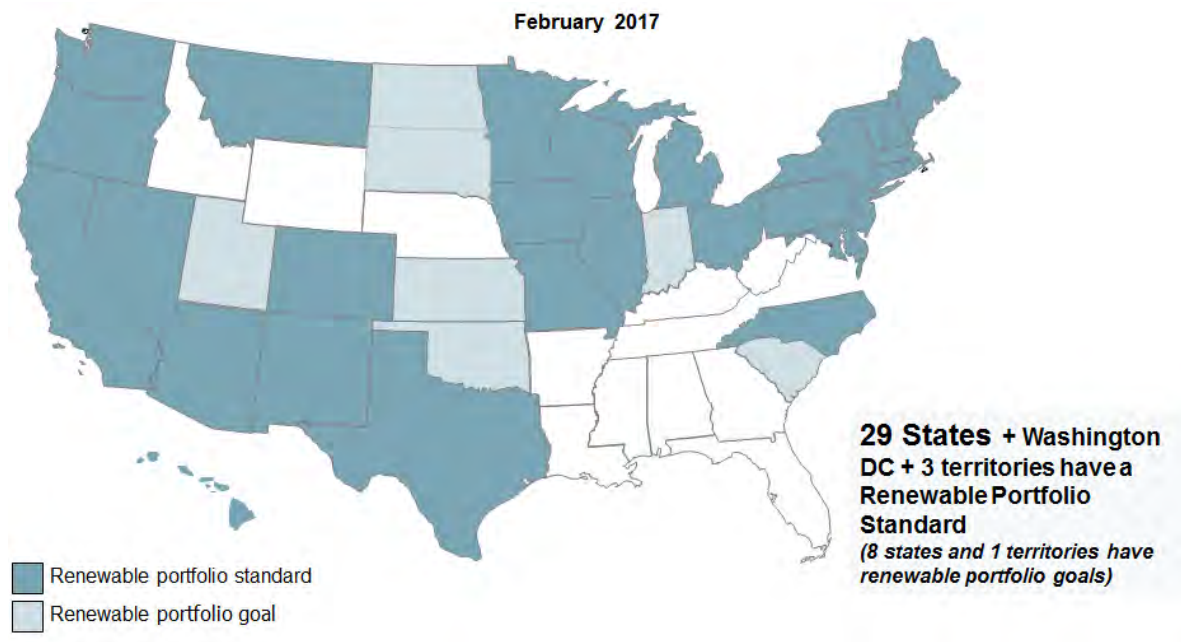 February 2017
29 States + Washington
DC + 3 territories have a
Renewable Portfolio
Standard
(8 states and 1 territories have
renewable portfolio goals)
Renewable portfolio standard
Renewable portfolio goal